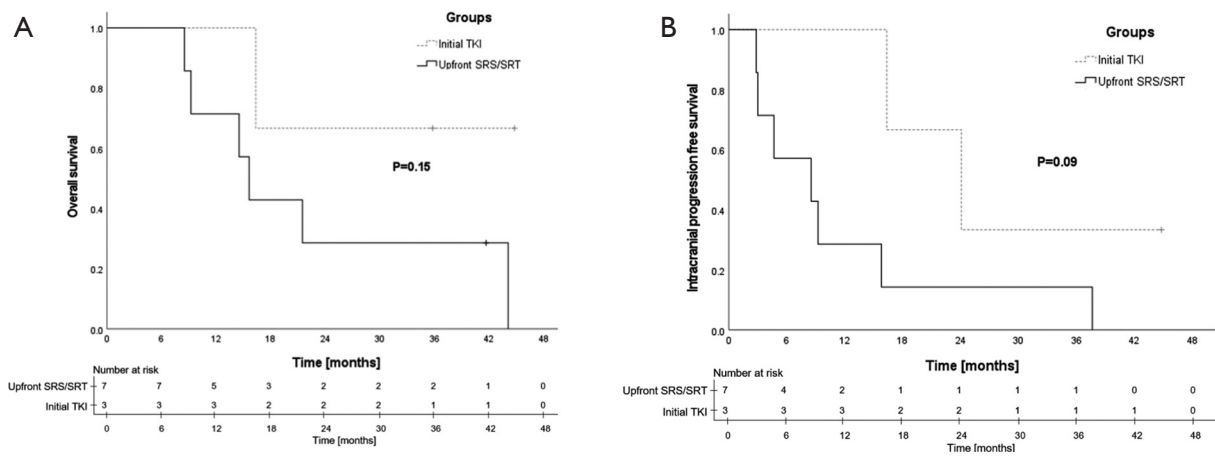 A
Groups
Initial TKI
Upfront SRS/SRT
P=0.15
Overall survival
1.0
0.8
0.6
0.4
0.2
0.0
0 6 12 18 24 30 36 42 48
Time [months]
Number at risk
Upfront SRS/SRT 7 7 5 3 2 2 2 1 0
Initial TKI 3 3 3 2 2 2 1 1 0
0 6 12 18 24 30 36 42 48
Time [months]
B
Groups
Initial TKI
Upfront SRS/SRT
P=0.09
Intracranial progression free survival
1.0
0.8
0.6
0.4
0.2
0.0
0 6 12 18 24 30 36 42 48
Time [months]
Number at risk
Upfront SRS/SRT 7 4 2 1 1 1 1 0 0
Initial TKI 3 3 3 2 2 1 1 1 0
0 6 12 18 24 30 36 42 48
Time [months]